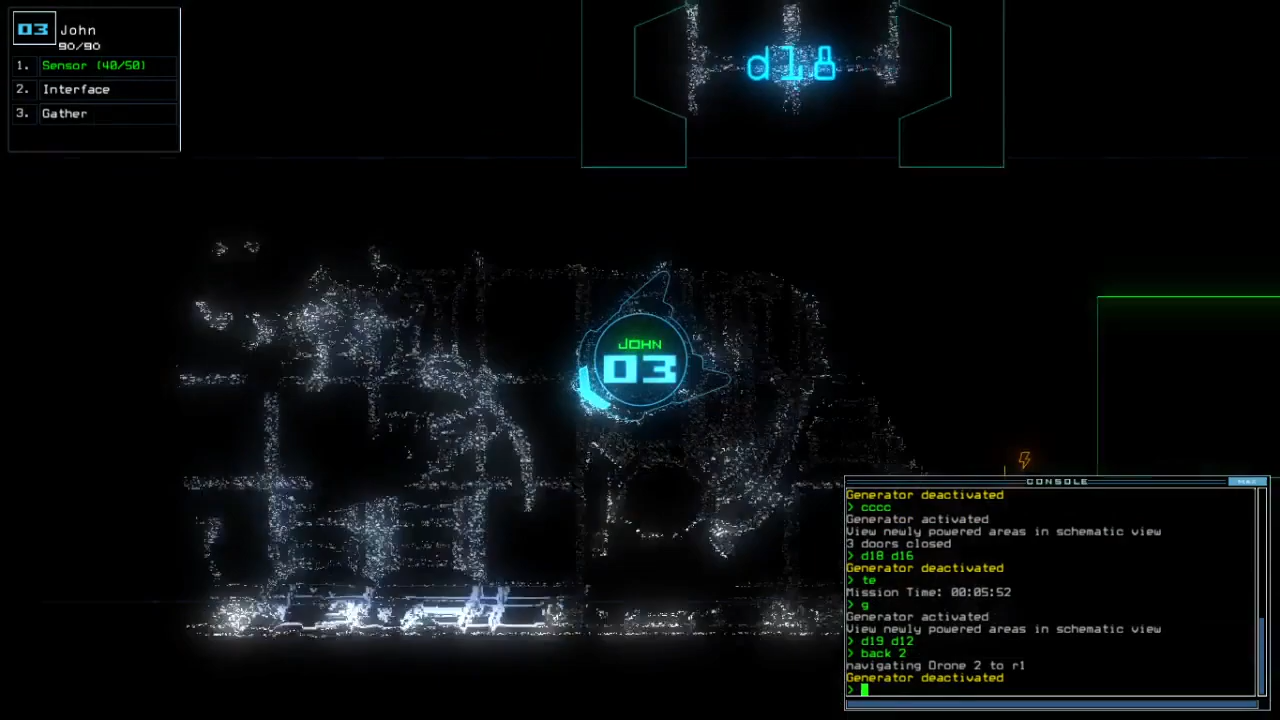 03 John
90/90
1. Sensor (40/50)
2. Interface
3. Gather
d18
JOHN
03
CONSOLE
Generator deactivated
> cccc
Generator activated
View newly powered areas in schematic view
3 doors closed
> d18 d16
Generator deactivated
> te
Mission Time: 00:05:52
> g
Generator activated
View newly powered areas in schematic view
> d19 d12
> back 2
navigating Drone 2 to r1
Generator deactivated
>